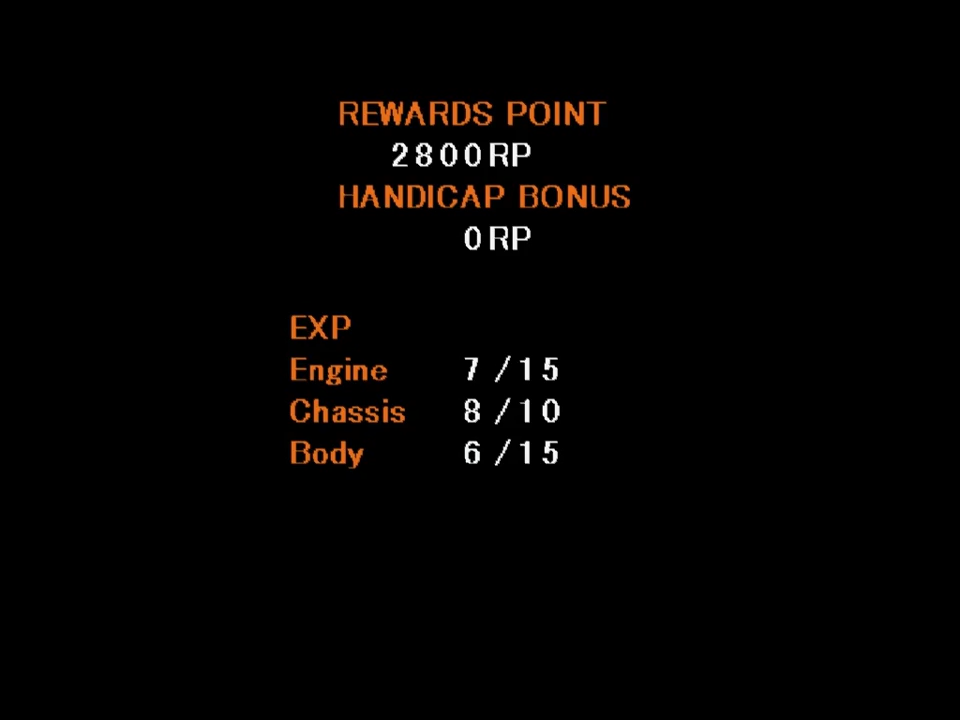 REWARDS POINT
2800RP
HANDICAP BONUS
0RP
EXP
Engine 7/15
Chassis 8/10
Body 6/15